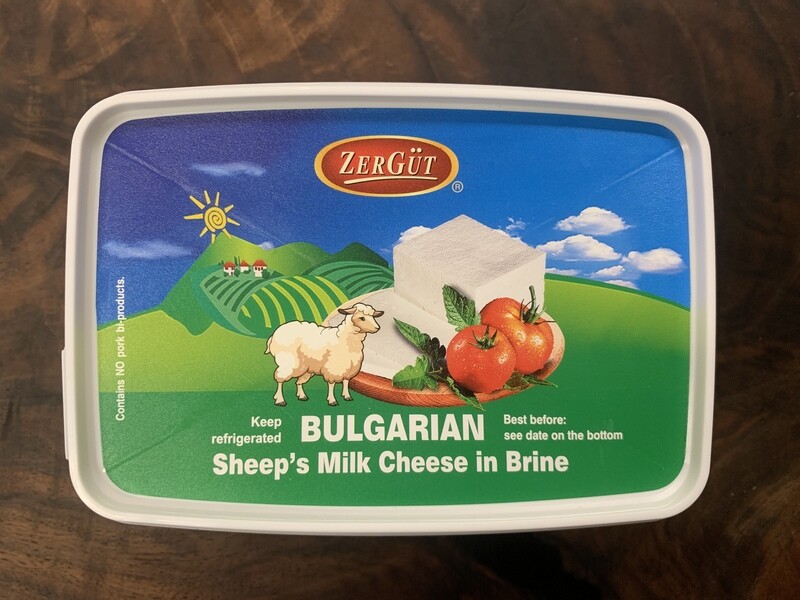 ZERGÜT
®
Contains NO pork bi-products.
Keep
refrigerated
BULGARIAN
Best before:
see date on the bottom
Sheep's Milk Cheese in Brine